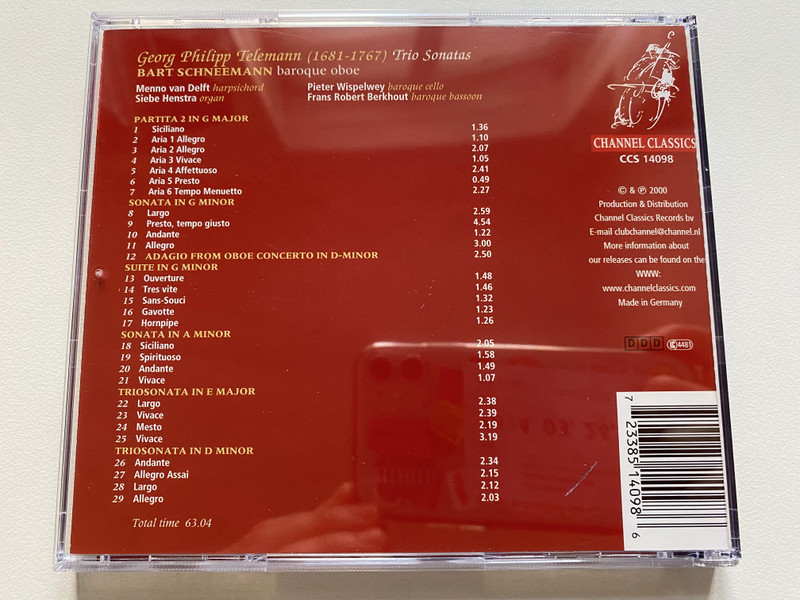 Georg Philipp Telemann (1681-1767) Trio Sonatas
BART SCHNEEMANN baroque oboe
Menno van Delft harpsichord
Siebe Henstra organ
Pieter Wispelwey baroque cello
Frans Robert Berkhout baroque bassoon
PARTITA 2 IN G MAJOR
1 Siciliano 1.36
2 Aria 1 Allegro 1.10
3 Aria 2 Allegro 2.07
4 Aria 3 Vivace 1.05
5 Aria 4 Affettuoso 2.41
6 Aria 5 Presto 0.49
7 Aria 6 Tempo Menuetto 2.27
SONATA IN G MINOR
8 Largo 2.59
9 Presto, tempo giusto 4.54
10 Andante 1.22
11 Allegro 3.00
12 ADAGIO FROM OBOE CONCERTO IN D-MINOR 2.50
SUITE IN G MINOR
13 Ouverture 1.48
14 Tres vite 1.46
15 Sans-Souci 1.32
16 Gavotte 1.23
17 Hornpipe 1.26
SONATA IN A MINOR
18 Siciliano 2.05
19 Spirituoso 1.58
20 Andante 1.49
21 Vivace 1.07
TRIOSONATA IN E MAJOR
22 Largo 2.38
23 Vivace 2.39
24 Mesto 2.19
25 Vivace 3.19
TRIOSONATA IN D MINOR
26 Andante 2.34
27 Allegro Assai 2.15
28 Largo 2.12
29 Allegro 2.03
Total time 63.04
CHANNEL CLASSICS
CCS 14098
© & ℗ 2000
Production & Distribution
Channel Classics Records bv
E-mail clubchannel@channel.nl
More information about
our releases can be found on the
WWW:
www.channelclassics.com
Made in Germany
DDD
4481
7 23385 14098 6